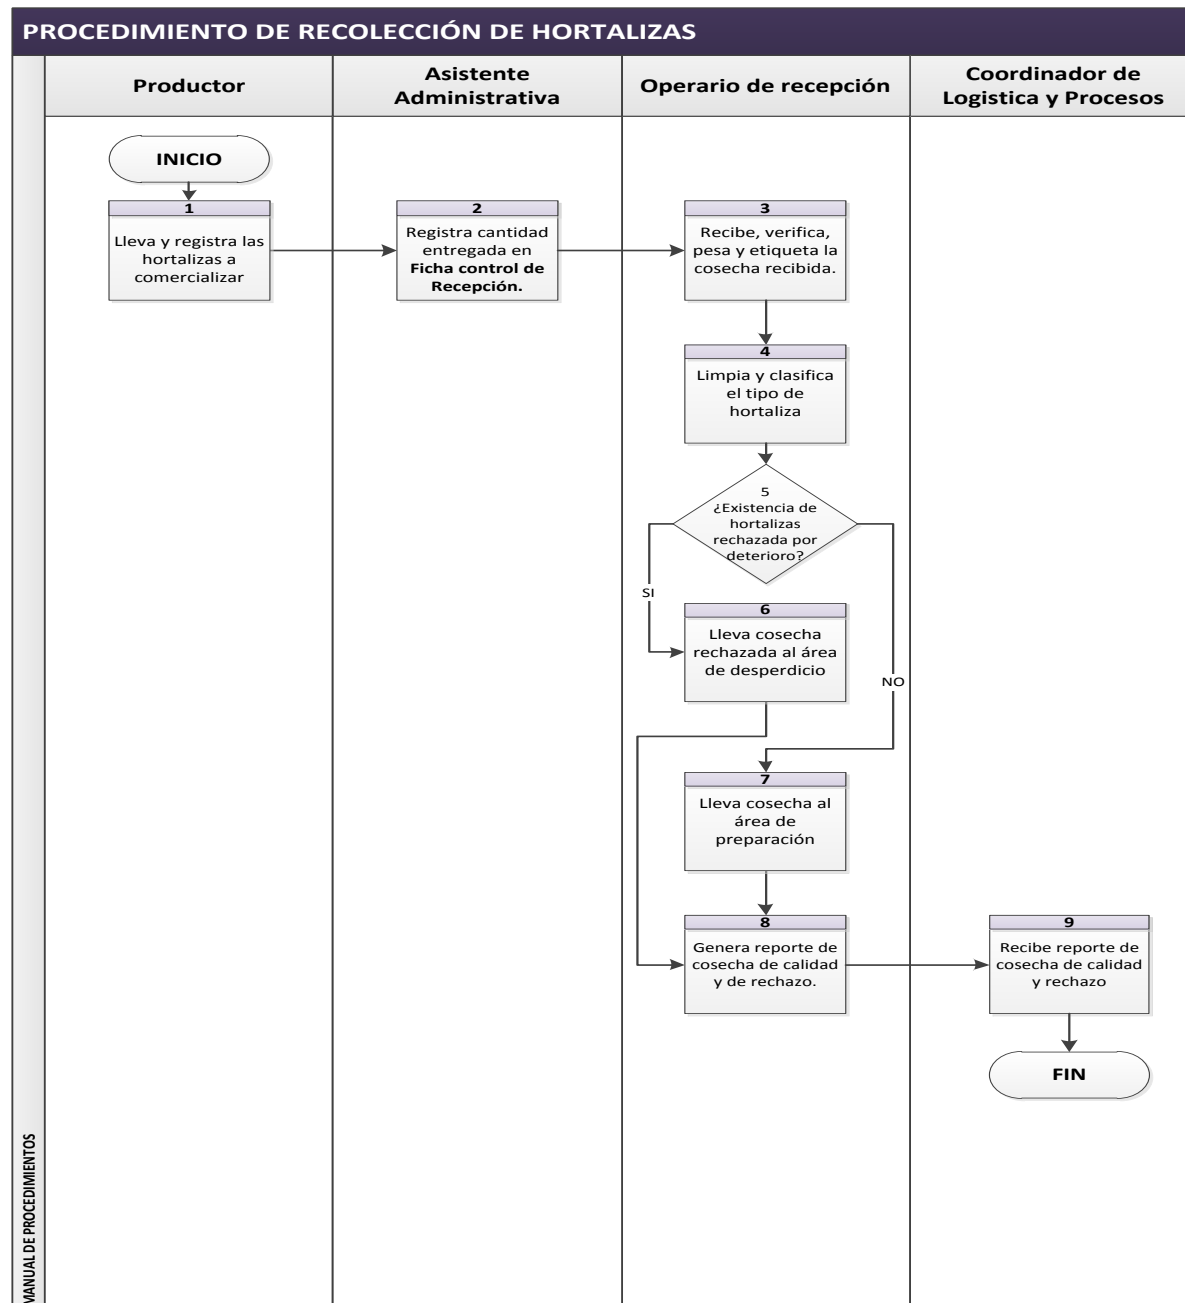 PROCEDIMIENTO DE RECOLECCIÓN DE HORTALIZAS
Productor
Asistente
Administrativa
Operario de recepción
Coordinador de
Logistica y Procesos
INICIO
1
Lleva y registra las
hortalizas a
comercializar
2
Registra cantidad
entregada en
Ficha control de
Recepción.
3
Recibe, verifica,
pesa y etiqueta la
cosecha recibida.
4
Limpia y clasifica
el tipo de
hortaliza
5
¿Existencia de
hortalizas
rechazada por
deterioro?
SI
6
Lleva cosecha
rechazada al área
de desperdicio
NO
7
Lleva cosecha al
área de
preparación
8
Genera reporte de
cosecha de calidad
y de rechazo.
9
Recibe reporte de
cosecha de calidad
y rechazo
FIN
MANUAL DE PROCEDIMIENTOS